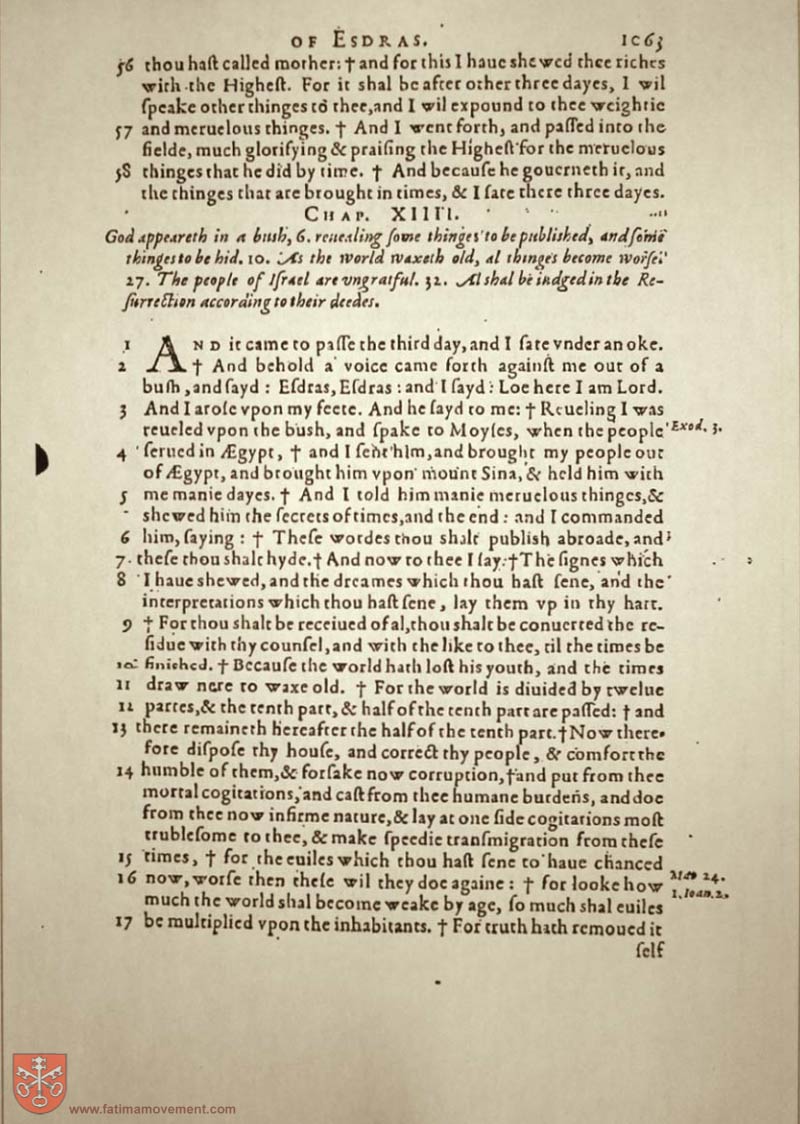 OF ESDRAS. 1063
56 thou haſt called mother: † and for this I haue shewed thee riches
with the Higheſt. For it shal be after other three dayes, I wil
ſpeake other thinges to thee, and I wil expound to thee weightie
57 and meruelous thinges. † And I went forth, and paſſed into the
fielde, much glorifying & praiſing the Higheſt for the meruelous
58 thinges that he did by time. † And becauſe he gouerneth it, and
the thinges that are brought in times, & I ſate there three dayes.
CHAP. XIIII.
God appeareth in a bush, 6. reuealing ſome thinges to be published, and ſome
thinges to be hid. 10. As the world waxeth old, al thinges become worſe.
27. The people of Iſrael are vngratful. 32. Al shal be iudged in the Re-
ſurrection according to their deedes.
1 AND it came to paſſe the third day, and I ſate vnder an oke.
2 † And behold a voice came forth againſt me out of a
bush, and ſayd: Eſdras, Eſdras: and I ſayd: Loe here I am Lord.
3 And I aroſe vpon my feete. And he ſayd to me: † Reueling I was
reueled vpon the bush, and ſpake to Moyſes, when the people Exod. 3.
4 ſerued in Ægypt, † and I ſent him, and brought my people out
of Ægypt, and brought him vpon mount Sina, & held him with
5 me manie dayes. † And I told him manie meruelous thinges, &
shewed him the ſecrets of times, and the end: and I commanded
6 him, ſaying: † Theſe wordes thou shalt publish abroade, and
7 theſe thou shalt hyde. † And now to thee I ſay: † The ſignes which
8 I haue shewed, and the dreames which thou haſt ſene, and the
interpretations which thou haſt ſene, lay them vp in thy hart.
9 † For thou shalt be receiued of al, thou shalt be conuerted the re-
ſidue with thy counſel, and with the like to thee, til the times be
10 finished. † Becauſe the world hath loſt his youth, and the times
11 draw nere to waxe old. † For the world is diuided by twelue
12 partes, & the tenth part, & half of the tenth part are paſſed: † and
13 there remaineth hereafter the half of the tenth part. † Now there-
fore diſpoſe thy houſe, and correct thy people, & comfort the
14 humble of them, & forſake now corruption, † and put from thee
mortal cogitations, and caſt from thee humane burdens, and doe
from thee now infirme nature, & lay at one ſide cogitations moſt
trubleſome to thee, & make ſpeedie tranſmigration from theſe
15 times, † for the euiles which thou haſt ſene to haue chanced
16 now, worſe then theſe wil they doe againe: † for looke how Mat 24.
much the world shal become weake by age, ſo much shal euiles 1. Ioan. 2.
17 be multiplied vpon the inhabitants. † For truth hath remoued it
ſelf
www.fatimamovement.com